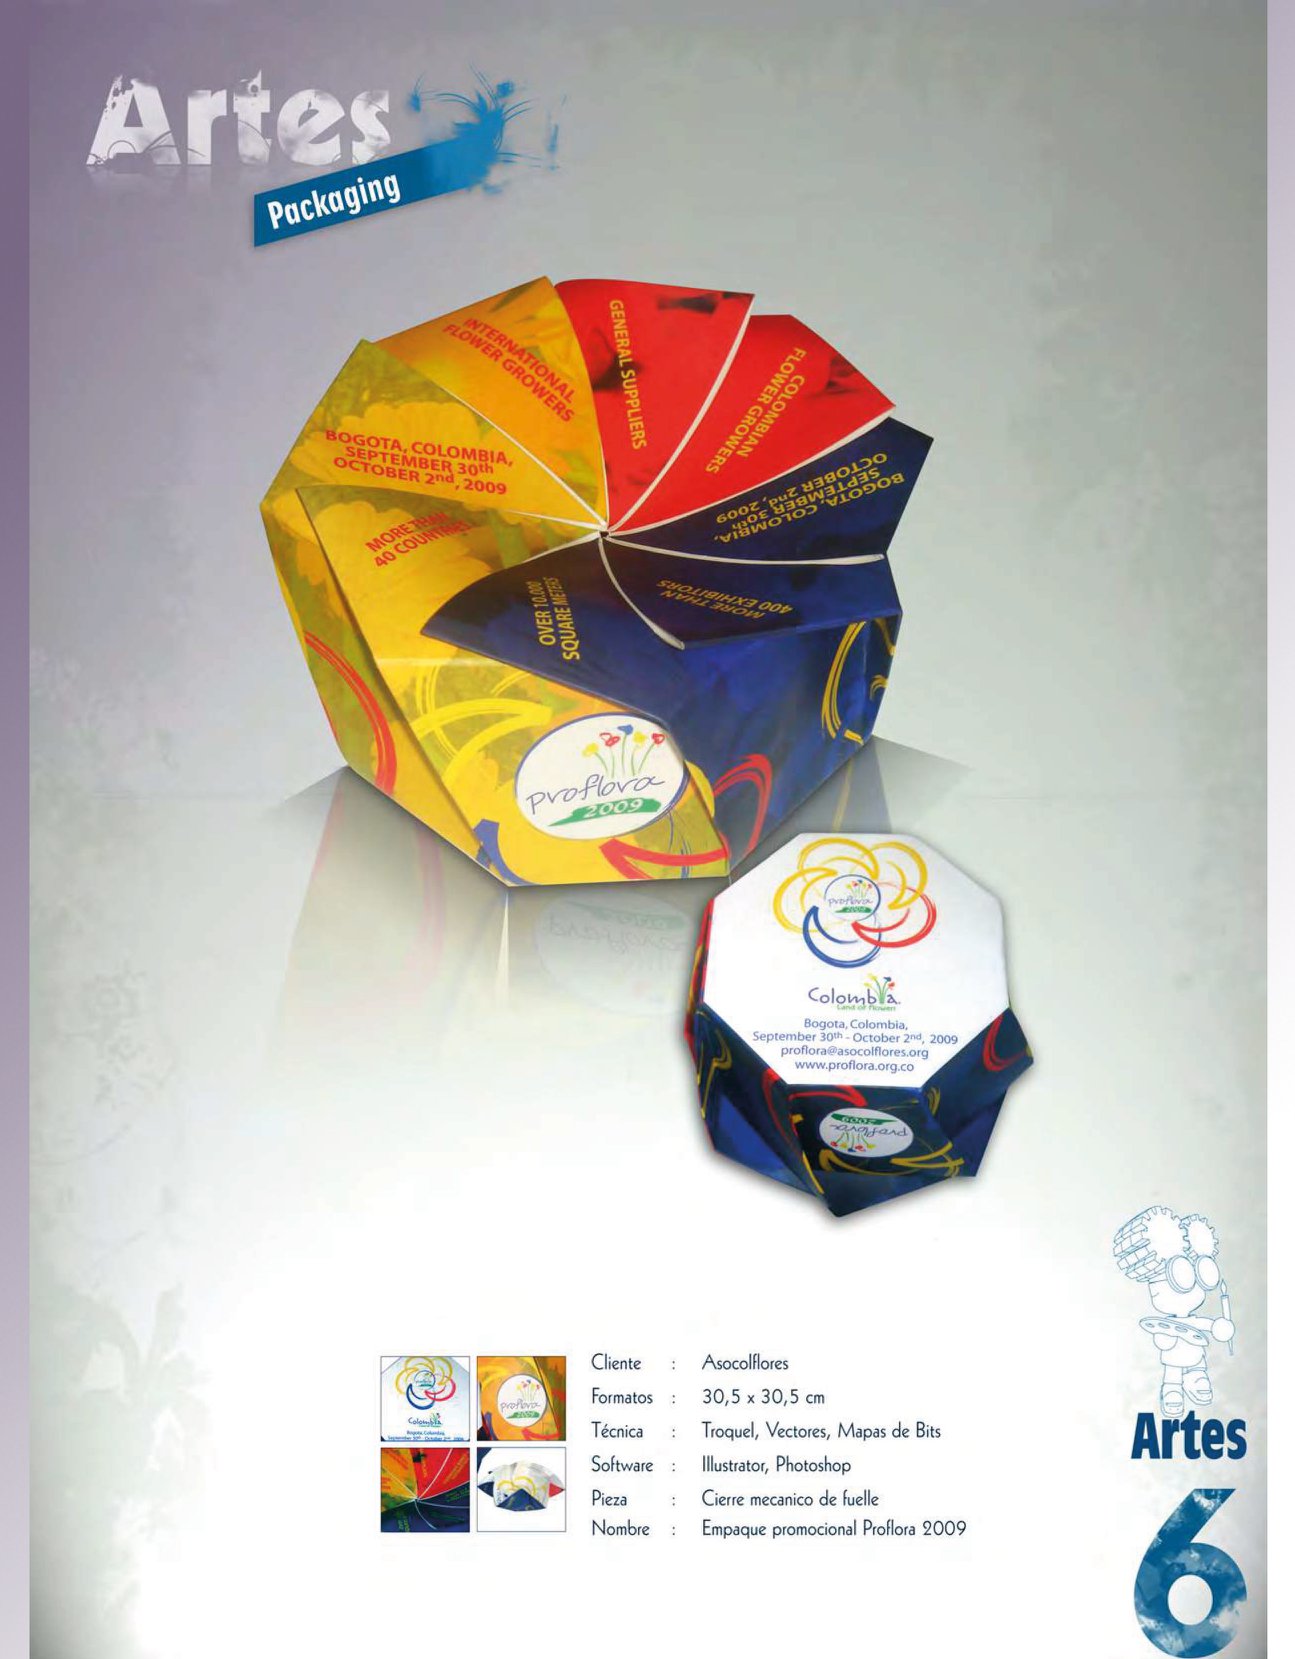 Artes
Packaging
INTERNATIONAL
FLOWER GROWERS
GENERAL SUPPLIERS
COLOMBIAN
FLOWER GROWERS
BOGOTA, COLOMBIA,
SEPTEMBER 30th
OCTOBER 2nd, 2009
BOGOTA, COLOMBIA,
SEPTEMBER 30th
OCTOBER 2nd, 2009
MORE THAN
40 COUNTRIES
OVER 10.000
SQUARE METERS
MORE THAN
400 EXHIBITORS
proflora
2009
proflora
2009
Colombia
Land of Flowers
Bogota, Colombia,
September 30th - October 2nd, 2009
proflora@asocolflores.org
www.proflora.org.co
proflora
2009
Cliente : Asocolflores
Formatos : 30,5 x 30,5 cm
Técnica : Troquel, Vectores, Mapas de Bits
Software : Illustrator, Photoshop
Pieza : Cierre mecanico de fuelle
Nombre : Empaque promocional Proflora 2009
Artes
6